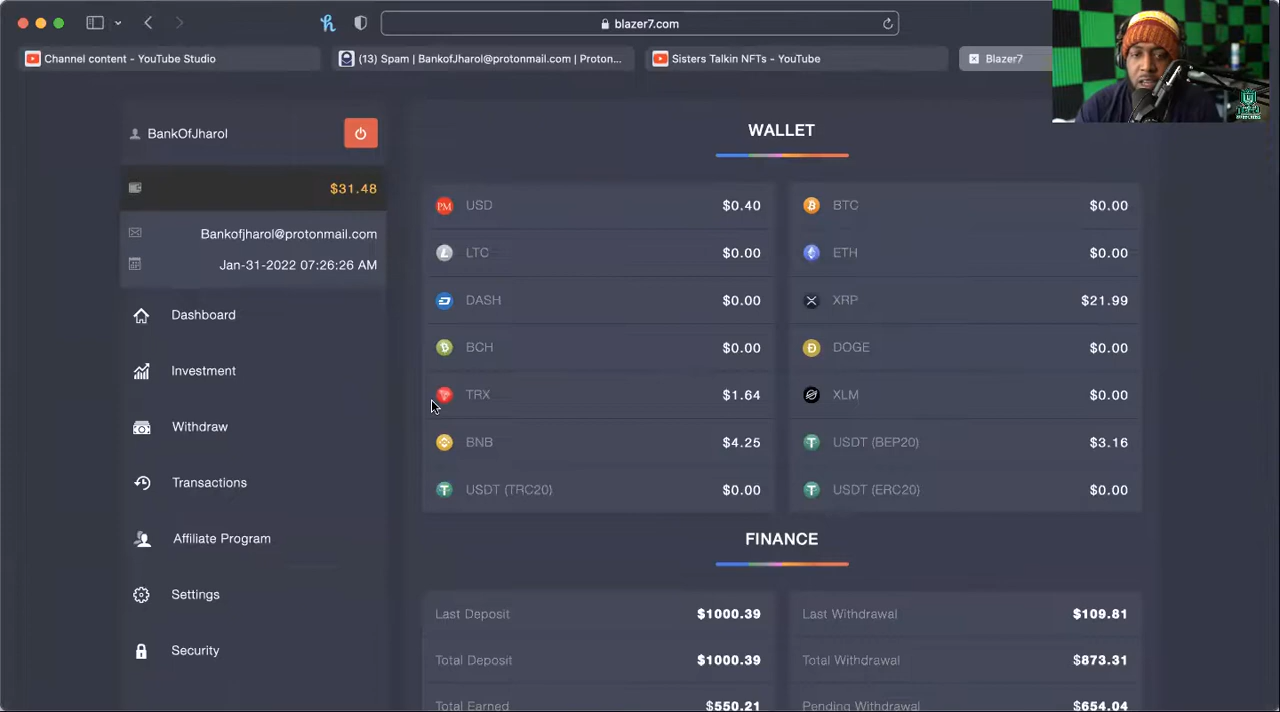 blazer7.com
Channel content - YouTube Studio
(13) Spam | BankofJharol@protonmail.com | Proton...
Sisters Talkin NFTs - YouTube
Blazer7
BankOfJharol
$31.48
Bankofjharol@protonmail.com
Jan-31-2022 07:26:26 AM
Dashboard
Investment
Withdraw
Transactions
Affiliate Program
Settings
Security
WALLET
PM USD $0.40
BTC $0.00
LTC $0.00
ETH $0.00
DASH $0.00
XRP $21.99
BCH $0.00
DOGE $0.00
TRX $1.64
XLM $0.00
BNB $4.25
USDT (BEP20) $3.16
USDT (TRC20) $0.00
USDT (ERC20) $0.00
FINANCE
Last Deposit $1000.39
Last Withdrawal $109.81
Total Deposit $1000.39
Total Withdrawal $873.31
Total Earned $550.21
Pending Withdrawal $654.04